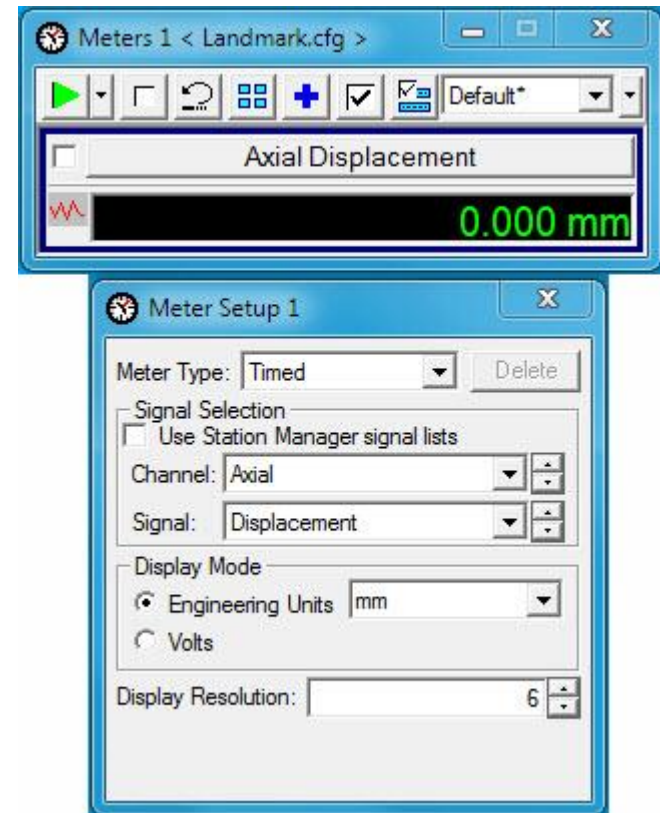 Meters 1 < Landmark.cfg >
Default*
Axial Displacement
0.000 mm
Meter Setup 1
Meter Type: Timed Delete
Signal Selection
Use Station Manager signal lists
Channel: Axial
Signal: Displacement
Display Mode
Engineering Units mm
Volts
Display Resolution: 6